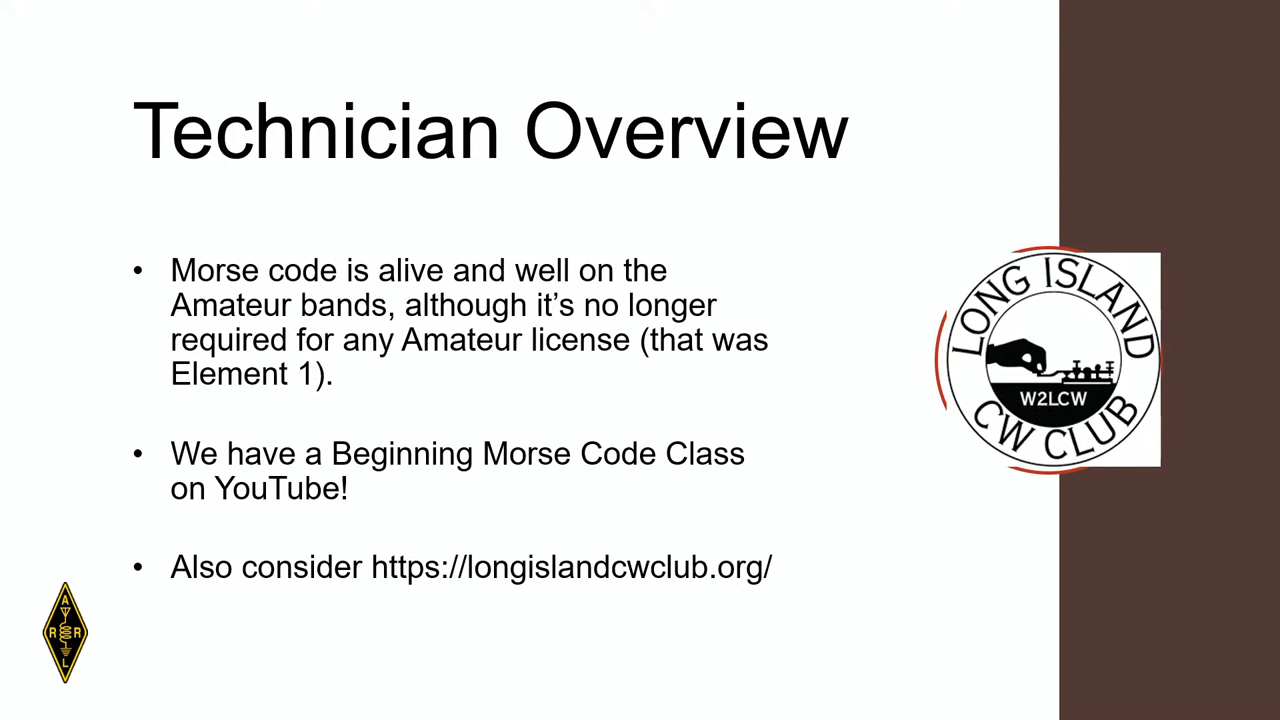 Technician Overview
• Morse code is alive and well on the
Amateur bands, although it’s no longer
required for any Amateur license (that was
Element 1).
• We have a Beginning Morse Code Class
on YouTube!
• Also consider https://longislandcwclub.org/
LONG ISLAND
W2LCW
CW CLUB
A
R R
L